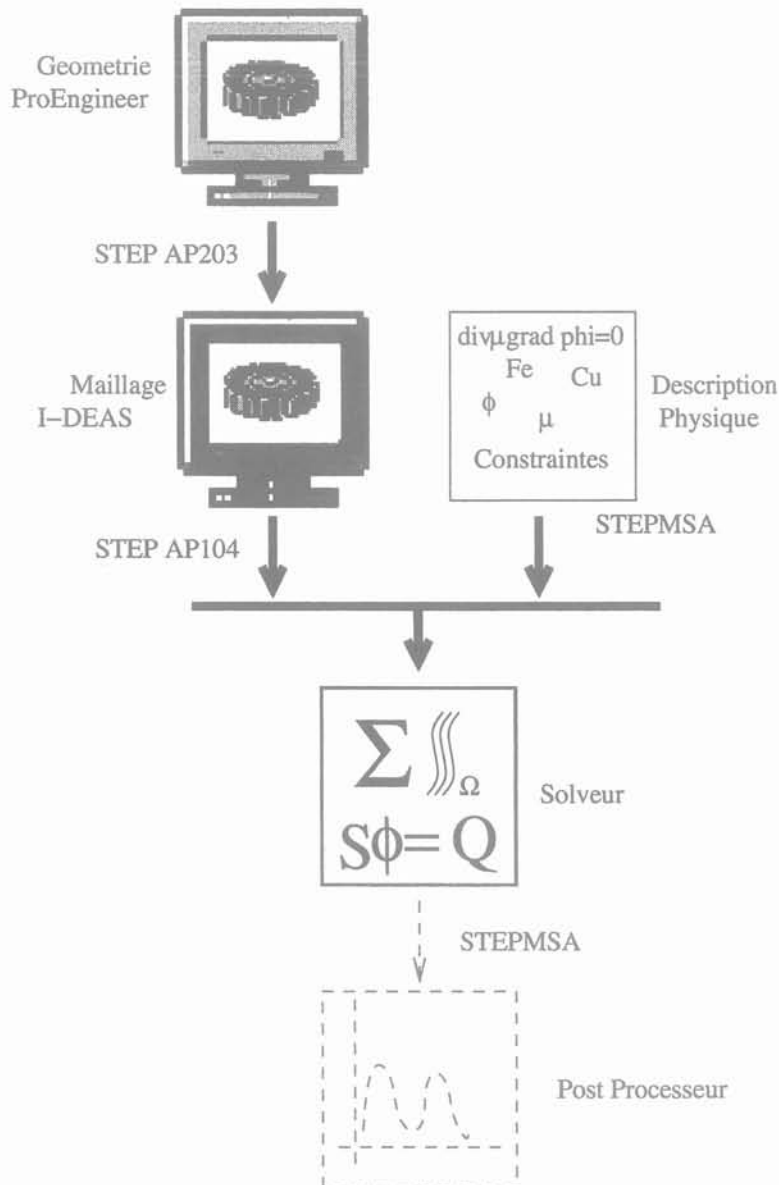 Geometrie
ProEngineer
STEP AP203
Maillage
I-DEAS
divμgrad phi=0
Fe
Cu
ϕ
μ
Constraintes
Description
Physique
STEP AP104
STEPMSA
Σ ∫∫∫Ω
Sϕ= Q
Solveur
STEPMSA
Post Processeur